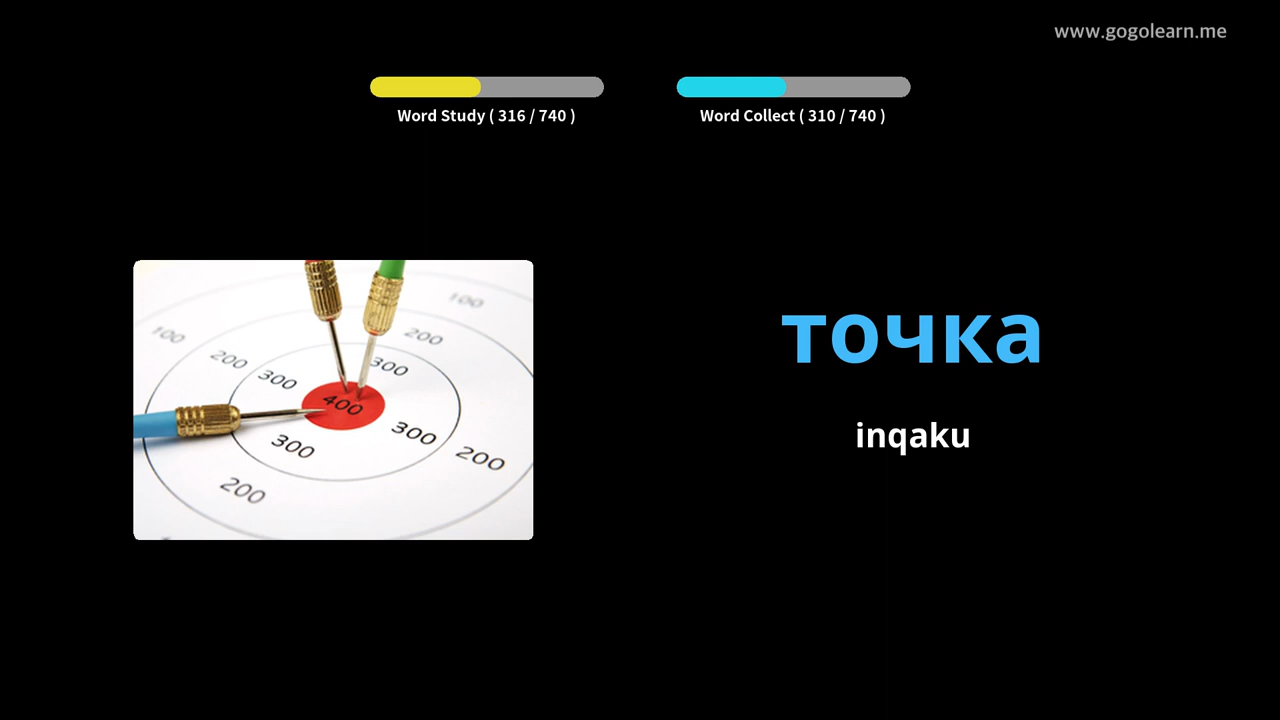 www.gogolearn.me
Word Study ( 316 / 740 )
Word Collect ( 310 / 740 )
точка
inqaku
100
100
200
200
300
300
400
300
300
200
200